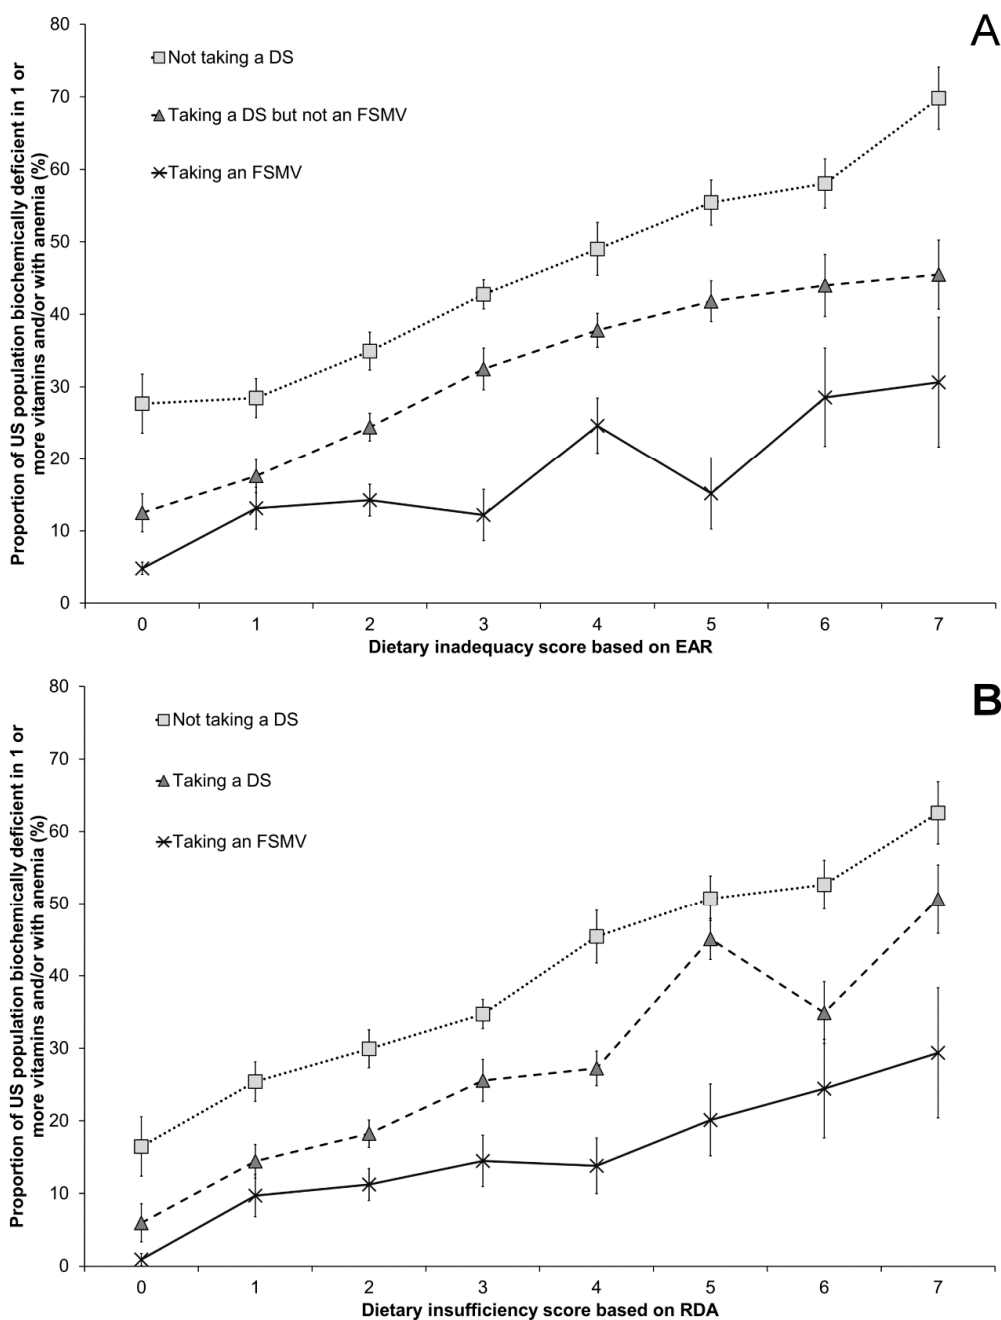 A
80
70
60
50
40
30
20
10
0
Proportion of US population biochemically deficient in 1 or
more vitamins and/or with anemia (%)
Not taking a DS
Taking a DS but not an FSMV
Taking an FSMV
0 1 2 3 4 5 6 7
Dietary inadequacy score based on EAR
B
80
70
60
50
40
30
20
10
0
Proportion of US population biochemically deficient in 1 or
more vitamins and/or with anemia (%)
Not taking a DS
Taking a DS
Taking an FSMV
0 1 2 3 4 5 6 7
Dietary insufficiency score based on RDA